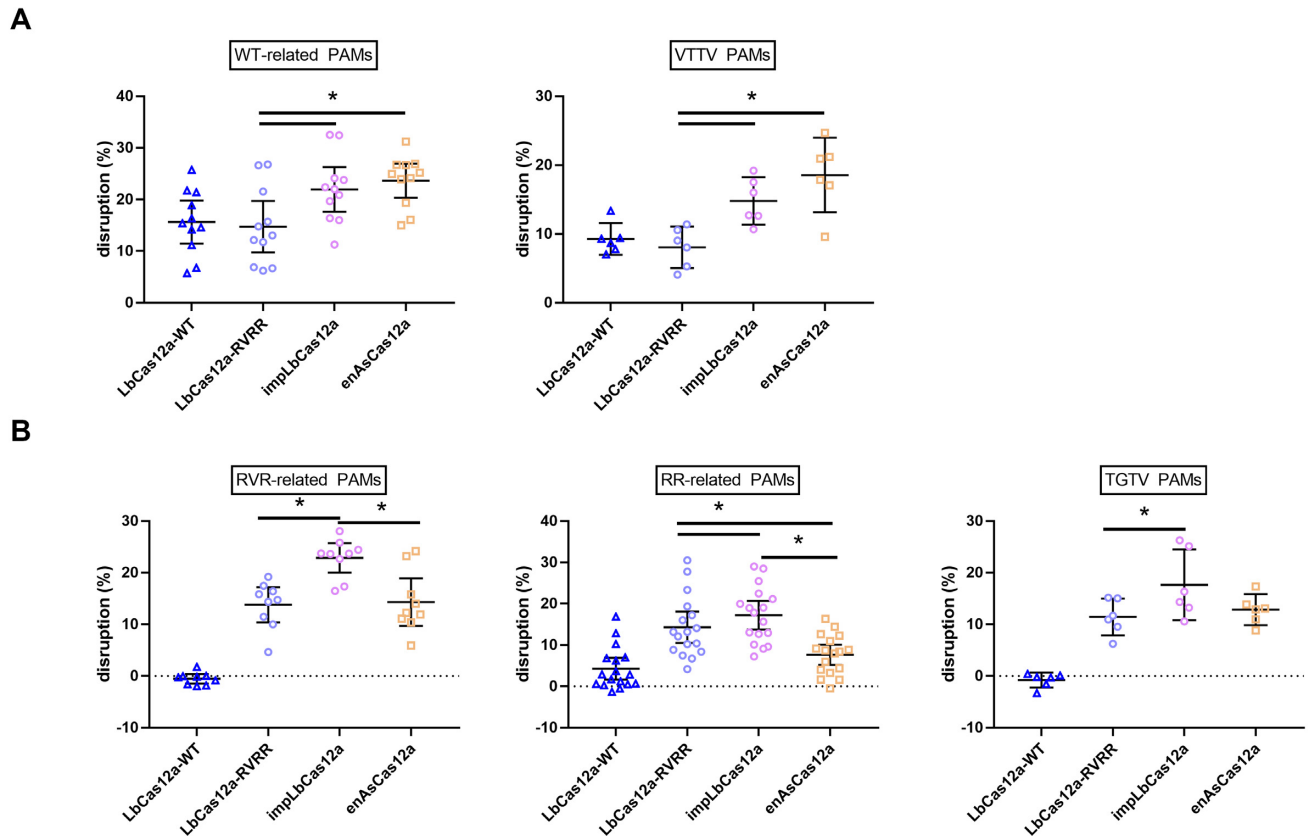 A
WT-related PAMs
VTTV PAMs
disruption (%)
40
30
20
10
0
*
LbCas12a-WT
LbCas12a-RVRR
impLbCas12a
enAsCas12a
disruption (%)
30
20
10
0
*
LbCas12a-WT
LbCas12a-RVRR
impLbCas12a
enAsCas12a
B
RVR-related PAMs
RR-related PAMs
TGTV PAMs
disruption (%)
30
20
10
0
-10
* *
LbCas12a-WT
LbCas12a-RVRR
impLbCas12a
enAsCas12a
disruption (%)
40
30
20
10
0
-10
*
*
LbCas12a-WT
LbCas12a-RVRR
impLbCas12a
enAsCas12a
disruption (%)
30
20
10
0
-10
*
LbCas12a-WT
LbCas12a-RVRR
impLbCas12a
enAsCas12a